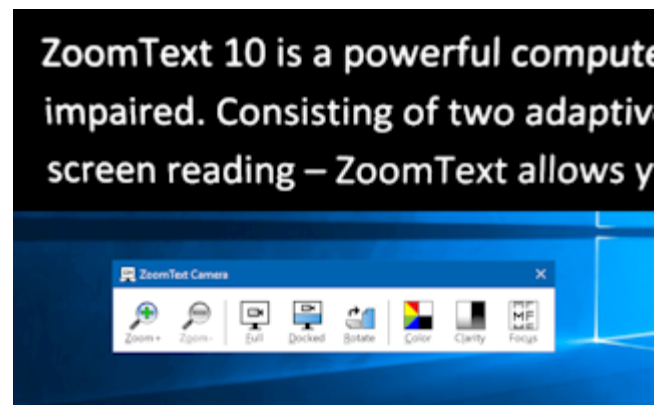 ZoomText 10 is a powerful compute
impaired. Consisting of two adaptiv
screen reading – ZoomText allows y
ZoomText Camera
Zoom+ Zoom- Full Docked Rotate Color Clarity Focus
MF